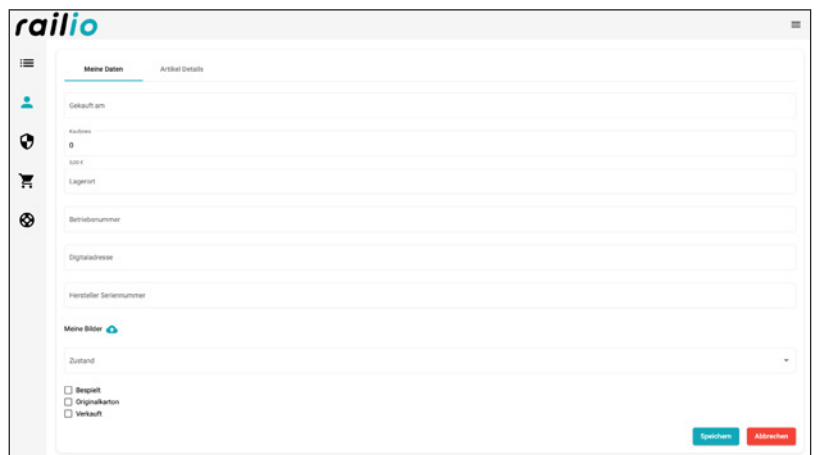 railio
Meine Daten Artikel Details
Gekauft am
Kaufpreis
0
0,00 €
Lagerort
Betriebsnummer
Digitaladresse
Hersteller Seriennummer
Meine Bilder
Zustand
Bespielt
Originalkarton
Verkauft
Speichern Abbrechen